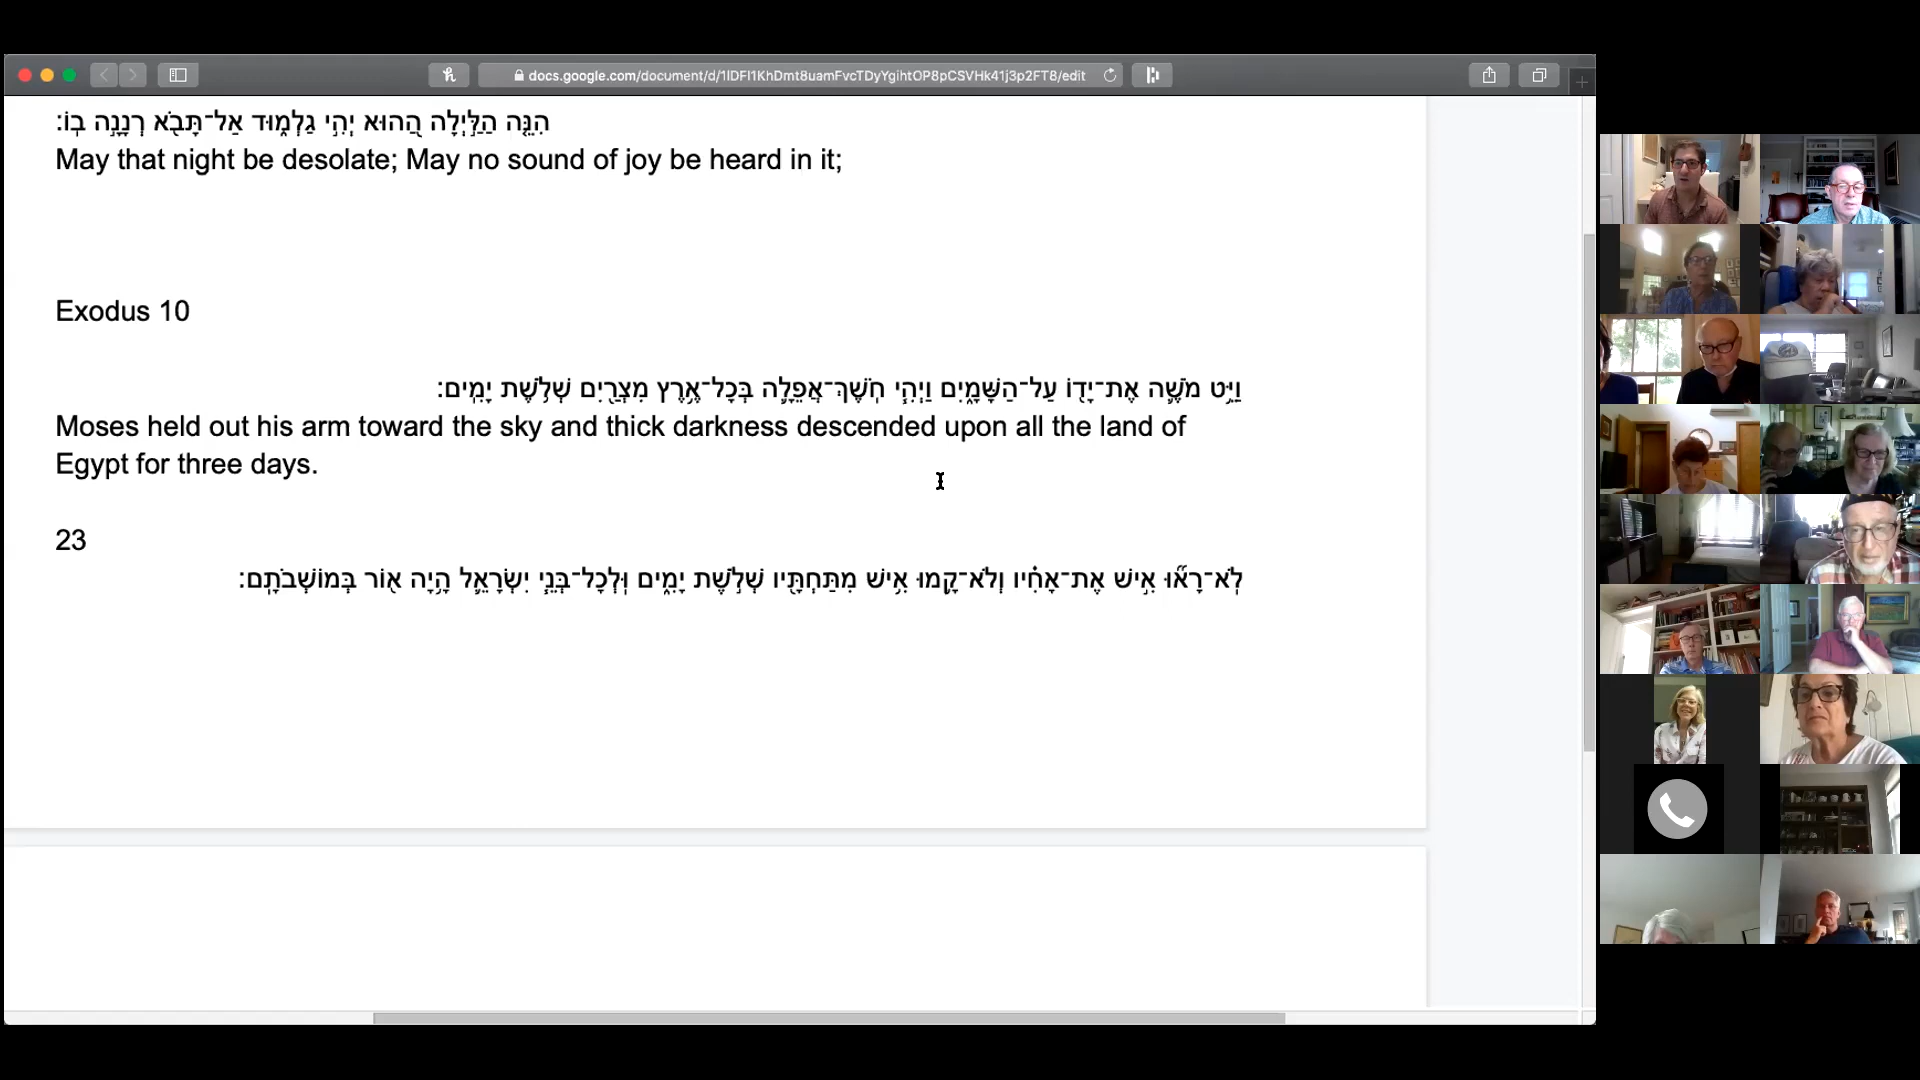 docs.google.com/document/d/1IDFI1KhDmt8uamFvcTDyYgihtOP8pCSVHk41j3p2FT8/edit
הִנֵּ֤ה הַלַּ֣יְלָה הַ֭הוּא יְהִ֣י גַלְמ֑וּד אַל־תָּבֹ֖א רְנָנָ֣ה בֽוֹ׃
May that night be desolate; May no sound of joy be heard in it;
Exodus 10
וַיֵּ֥ט מֹשֶׁ֛ה אֶת־יָד֖וֹ עַל־הַשָּׁמָ֑יִם וַיְהִ֧י חֹֽשֶׁךְ־אֲפֵלָ֛ה בְּכָל־אֶ֥רֶץ מִצְרַ֖יִם שְׁלֹ֥שֶׁת יָמִֽים׃
Moses held out his arm toward the sky and thick darkness descended upon all the land of
Egypt for three days.
23
לֹֽא־רָא֞וּ אִ֣ישׁ אֶת־אָחִ֗יו וְלֹא־קָ֛מוּ אִ֥ישׁ מִתַּחְתָּ֖יו שְׁלֹ֣שֶׁת יָמִ֑ים וּֽלְכָל־בְּנֵ֧י יִשְׂרָאֵ֛ל הָ֥יָה א֖וֹר בְּמוֹשְׁבֹתָֽם׃